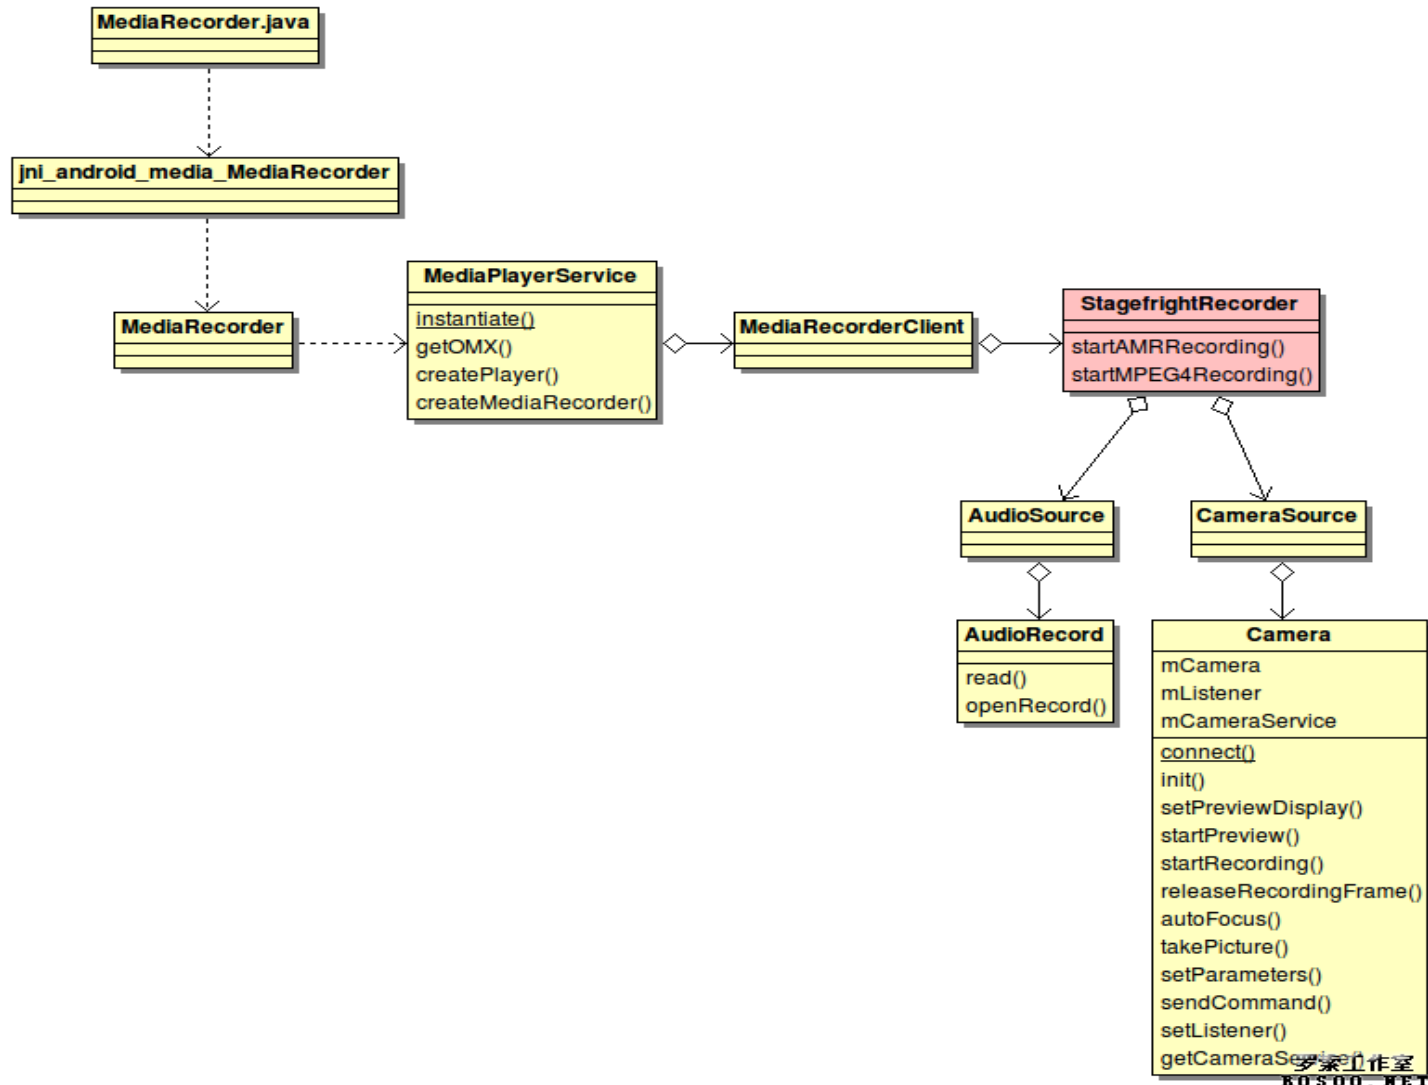 MediaRecorder.java
jni_android_media_MediaRecorder
MediaRecorder
MediaPlayerService
instantiate()
getOMX()
createPlayer()
createMediaRecorder()
MediaRecorderClient
StagefrightRecorder
startAMRRecording()
startMPEG4Recording()
AudioSource
CameraSource
AudioRecord
read()
openRecord()
Camera
mCamera
mListener
mCameraService
connect()
init()
setPreviewDisplay()
startPreview()
startRecording()
releaseRecordingFrame()
autoFocus()
takePicture()
setParameters()
sendCommand()
setListener()
getCameraService()
工作室